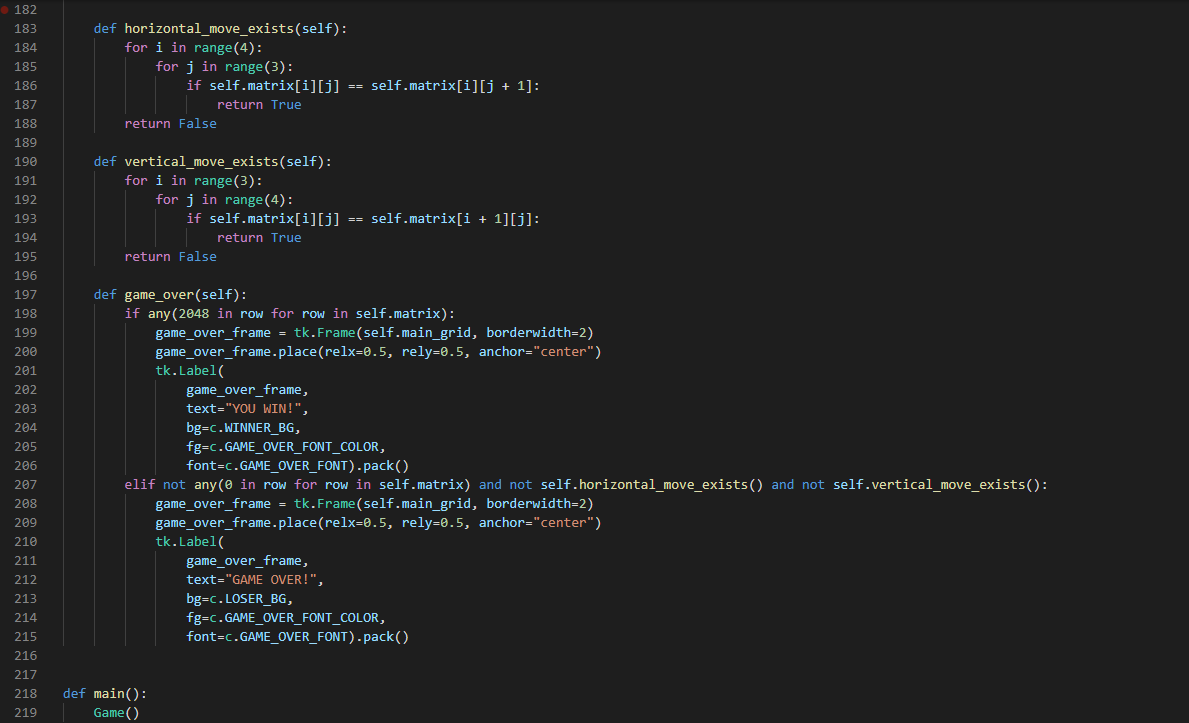 182
183 def horizontal_move_exists(self):
184 for i in range(4):
185 for j in range(3):
186 if self.matrix[i][j] == self.matrix[i][j + 1]:
187 return True
188 return False
189
190 def vertical_move_exists(self):
191 for i in range(3):
192 for j in range(4):
193 if self.matrix[i][j] == self.matrix[i + 1][j]:
194 return True
195 return False
196
197 def game_over(self):
198 if any(2048 in row for row in self.matrix):
199 game_over_frame = tk.Frame(self.main_grid, borderwidth=2)
200 game_over_frame.place(relx=0.5, rely=0.5, anchor="center")
201 tk.Label(
202 game_over_frame,
203 text="YOU WIN!",
204 bg=c.WINNER_BG,
205 fg=c.GAME_OVER_FONT_COLOR,
206 font=c.GAME_OVER_FONT).pack()
207 elif not any(0 in row for row in self.matrix) and not self.horizontal_move_exists() and not self.vertical_move_exists():
208 game_over_frame = tk.Frame(self.main_grid, borderwidth=2)
209 game_over_frame.place(relx=0.5, rely=0.5, anchor="center")
210 tk.Label(
211 game_over_frame,
212 text="GAME OVER!",
213 bg=c.LOSER_BG,
214 fg=c.GAME_OVER_FONT_COLOR,
215 font=c.GAME_OVER_FONT).pack()
216
217
218 def main():
219 Game()